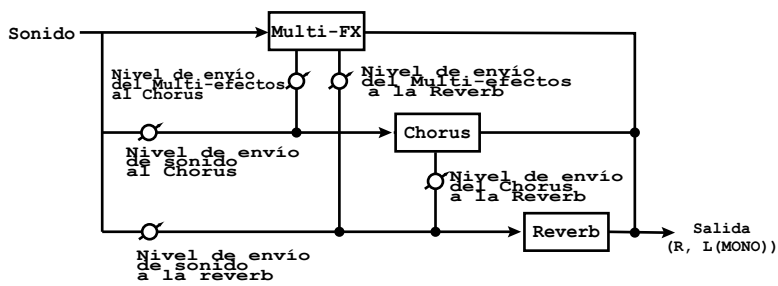 Sonido
Multi-FX
Nivel de envío
del Multi-efectos
al Chorus
Nivel de envío
del Multi-efectos
a la Reverb
Chorus
Nivel de envío
de sonido
al Chorus
Nivel de envío
del Chorus
a la Reverb
Reverb
Salida
(R, L(MONO))
Nivel de envío
de sonido
a la reverb